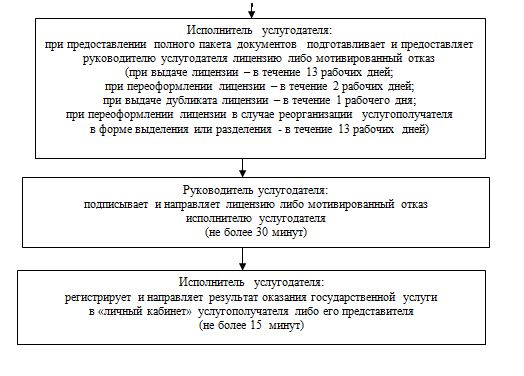 Исполнитель услугодателя:
при предоставлении полного пакета документов подготавливает и предоставляет
руководителю услугодателя лицензию либо мотивированный отказ
(при выдаче лицензии – в течение 13 рабочих дней;
при переоформлении лицензии – в течение 2 рабочих дней;
при выдаче дубликата лицензии – в течение 1 рабочего дня;
при переоформлении лицензии в случае реорганизации услугополучателя
в форме выделения или разделения - в течение 13 рабочих дней)
Руководитель услугодателя:
подписывает и направляет лицензию либо мотивированный отказ
исполнителю услугодателя
(не более 30 минут)
Исполнитель услугодателя:
регистрирует и направляет результат оказания государственной услуги
в «личный кабинет» услугополучателя либо его представителя
(не более 15 минут)